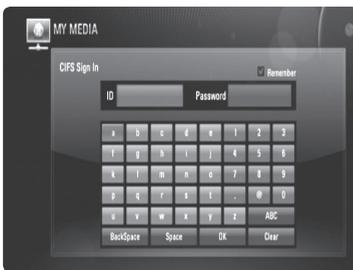 MY MEDIA
CIFS Sign In
Remember
ID Password
a b c d e 1 2 3
f g h i j 4 5 6
k l m n o 7 8 9
p q r s t . @ 0
u v w x y z ABC
BackSpace Space OK Clear